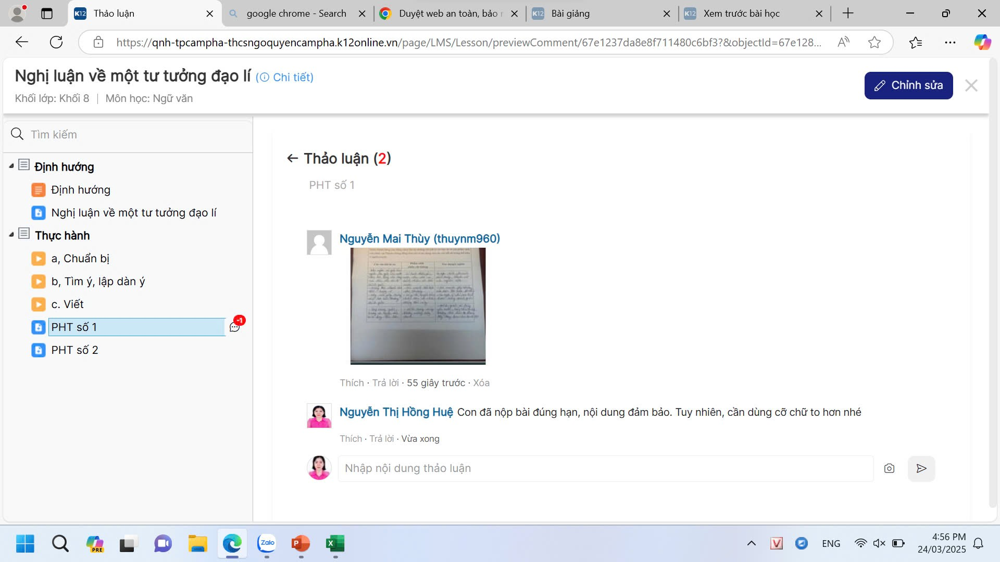 Thảo luận
google chrome - Search
Duyệt web an toàn, bảo
Bài giảng
Xem trước bài học
https://qnh-tpcampha-thcsngoquyencampha.k12online.vn/page/LMS/Lesson/previewComment/67e1237da8e8f711480c6bf3?&objectId=67e128...
Nghị luận về một tư tưởng đạo lí (Chi tiết)
Chỉnh sửa
Khối lớp: Khối 8 | Môn học: Ngữ văn
Tìm kiếm
Định hướng
Định hướng
Nghị luận về một tư tưởng đạo lí
Thực hành
a, Chuẩn bị
b, Tìm ý, lập dàn ý
c. Viết
PHT số 1
-1
PHT số 2
Thảo luận (2)
PHT số 1
Nguyễn Mai Thùy (thuynm960)
Thích · Trả lời · 55 giây trước · Xóa
Nguyễn Thị Hồng Huệ Con đã nộp bài đúng hạn, nội dung đảm bảo. Tuy nhiên, cần dùng cỡ chữ to hơn nhé
Thích · Trả lời · Vừa xong
Nhập nội dung thảo luận
PRE
Zalo
ENG
4:56 PM
24/03/2025